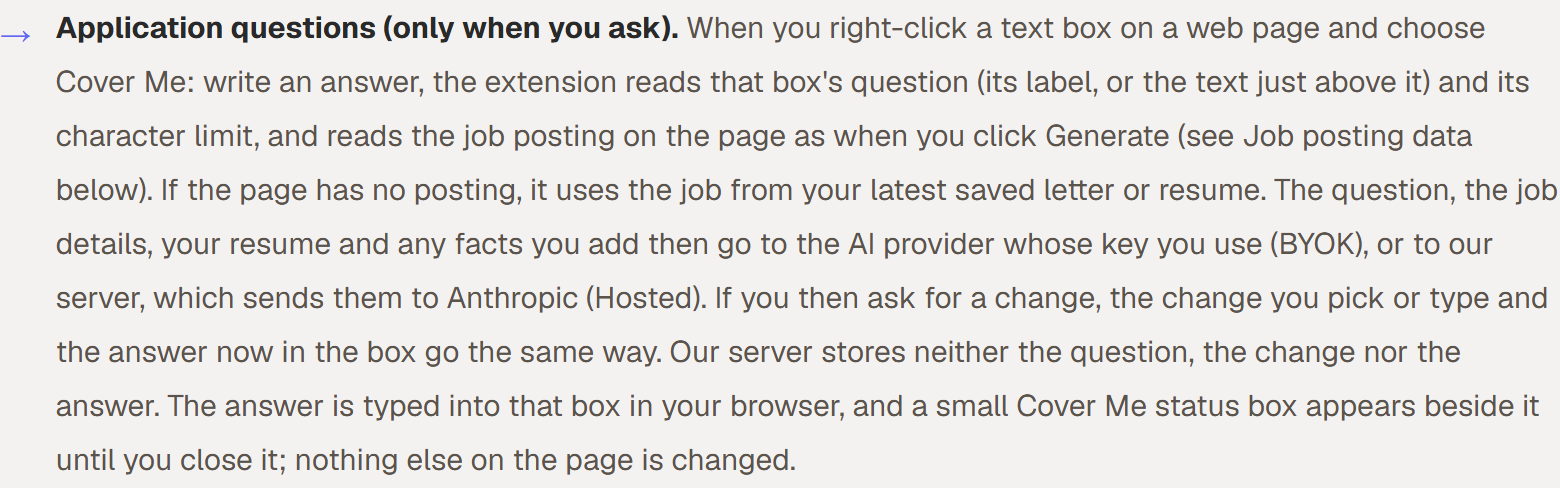 → Application questions (only when you ask). When you right-click a text box on a web page and choose
Cover Me: write an answer, the extension reads that box's question (its label, or the text just above it) and its
character limit, and reads the job posting on the page as when you click Generate (see Job posting data
below). If the page has no posting, it uses the job from your latest saved letter or resume. The question, the job
details, your resume and any facts you add then go to the AI provider whose key you use (BYOK), or to our
server, which sends them to Anthropic (Hosted). If you then ask for a change, the change you pick or type and
the answer now in the box go the same way. Our server stores neither the question, the change nor the
answer. The answer is typed into that box in your browser, and a small Cover Me status box appears beside it
until you close it; nothing else on the page is changed.